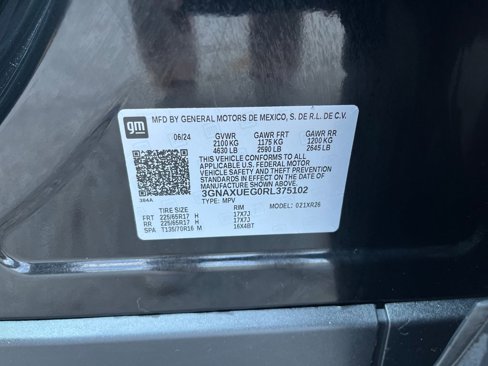 gm
MFD BY GENERAL MOTORS DE MEXICO, S. DE R.L. DE C.V.
06/24 GVWR GAWR FRT GAWR RR
2100 KG 1175 KG 1200 KG
4630 LB 2590 LB 2645 LB
THIS VEHICLE CONFORMS TO ALL
APPLICABLE U.S. FEDERAL MOTOR
VEHICLE SAFETY AND THEFT PREVENTION
STANDARDS IN EFFECT ON THE DATE OF
MANUFACTURE SHOWN ABOVE.
3GNAXUEG0RL375102
TYPE: MPV
384A
TIRE SIZE RIM 021XR26
FRT 225/65R17 H 17X7J
RR 225/65R17 H 17X7J
SPA T135/70R16 M 16X4BT